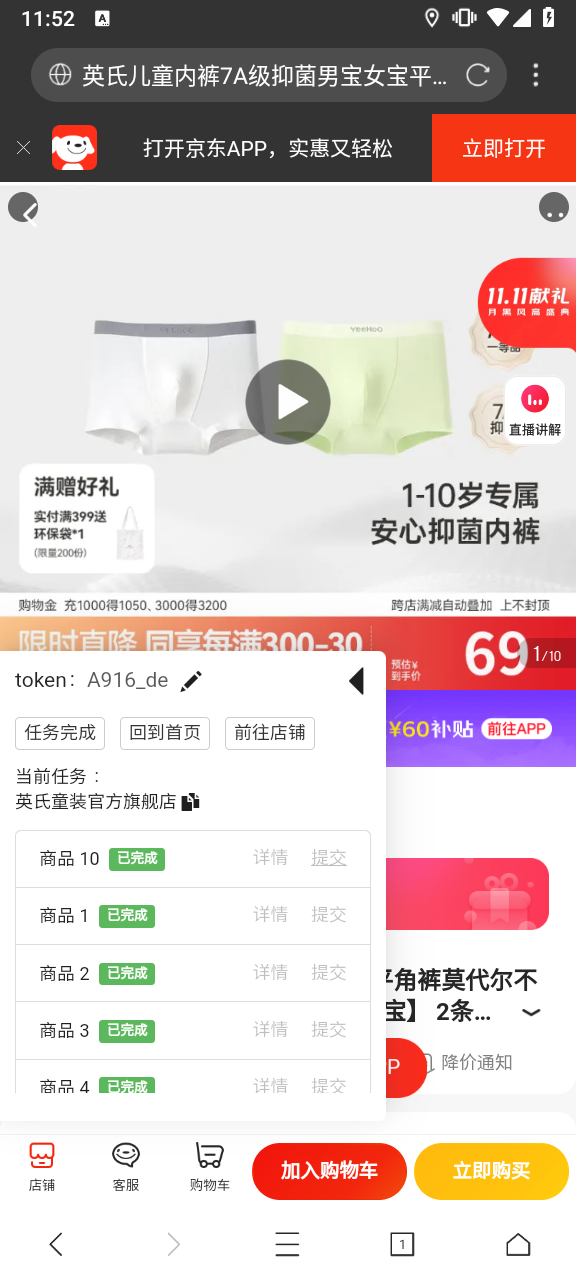 11:52
A
英氏儿童内裤7A级抑菌男宝女宝平...
打开京东APP，实惠又轻松
立即打开
YeeHoO
11.11献礼
月黑风高盛典
一等品
直播讲解
满赠好礼
实付满399送
环保袋*1
(限量200份)
1-10岁专属
安心抑菌内裤
购物金 充1000得1050、3000得3200
跨店满减自动叠加 上不封顶
限时直降 同享每满300-30
预估¥
到手价
69
1/10
token： A916_de
任务完成
回到首页
前往店铺
¥60补贴
前往APP
当前任务：
英氏童装官方旗舰店
商品 10 已完成 详情 提交
商品 1 已完成 详情 提交
商品 2 已完成 详情 提交
商品 3 已完成 详情 提交
商品 4 已完成 详情 提交
平角裤莫代尔不
宝】 2条...
P
降价通知
店铺
客服
购物车
加入购物车
立即购买
1